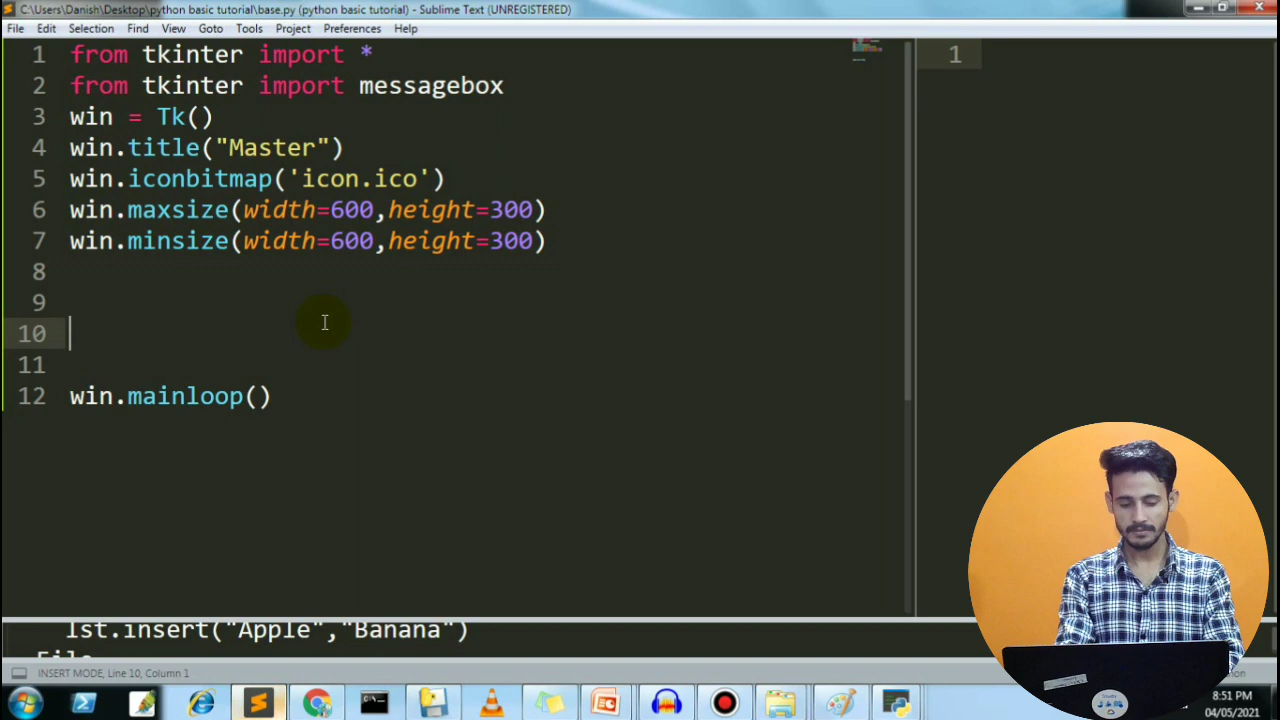 C:\Users\Danish\Desktop\python basic tutorial\base.py (python basic tutorial) - Sublime Text (UNREGISTERED)
File Edit Selection Find View Goto Tools Project Preferences Help
1 from tkinter import *
2 from tkinter import messagebox
3 win = Tk()
4 win.title("Master")
5 win.iconbitmap('icon.ico')
6 win.maxsize(width=600,height=300)
7 win.minsize(width=600,height=300)
8
9
10
11
12 win.mainloop()
1
lst.insert("Apple","Banana")
File
INSERT MODE, Line 10, Column 1
8:51 PM
04/05/2021